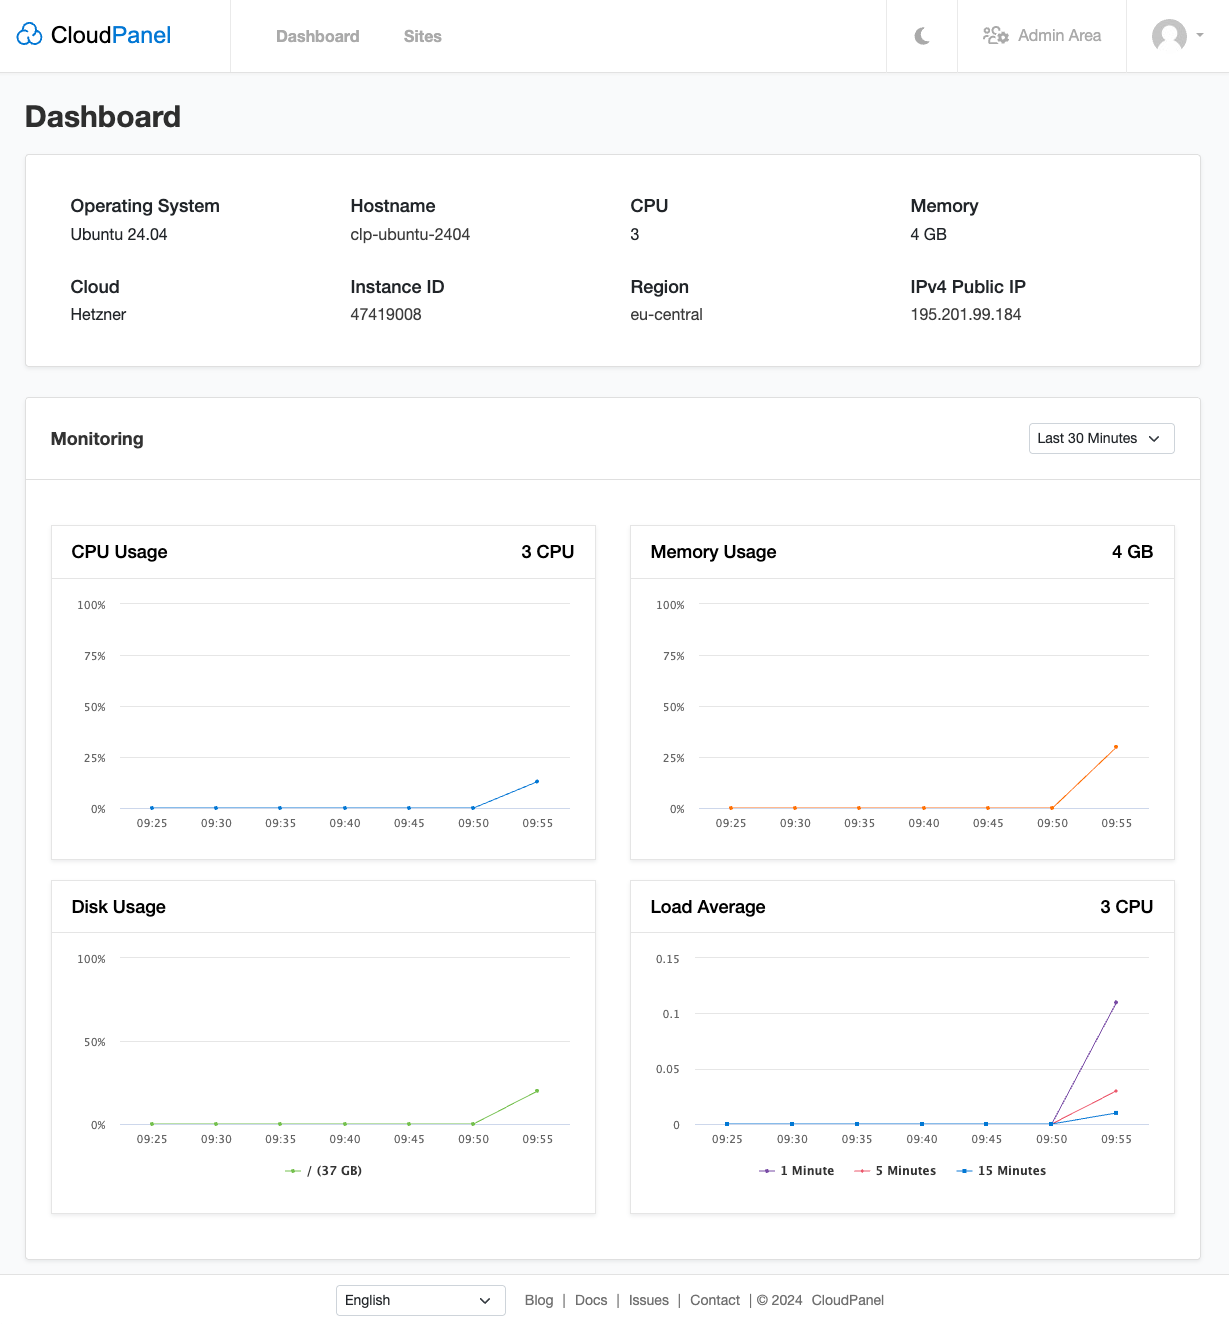 CloudPanel
Dashboard
Sites
Admin Area
Dashboard
Operating System
Ubuntu 24.04
Hostname
clp-ubuntu-2404
CPU
3
Memory
4 GB
Cloud
Hetzner
Instance ID
47419008
Region
eu-central
IPv4 Public IP
195.201.99.184
Monitoring
Last 30 Minutes
CPU Usage
3 CPU
100%
75%
50%
25%
0%
09:25 09:30 09:35 09:40 09:45 09:50 09:55
Memory Usage
4 GB
100%
75%
50%
25%
0%
09:25 09:30 09:35 09:40 09:45 09:50 09:55
Disk Usage
100%
50%
0%
09:25 09:30 09:35 09:40 09:45 09:50 09:55
/ (37 GB)
Load Average
3 CPU
0.15
0.1
0.05
0
09:25 09:30 09:35 09:40 09:45 09:50 09:55
1 Minute 5 Minutes 15 Minutes
English
Blog | Docs | Issues | Contact | © 2024 CloudPanel